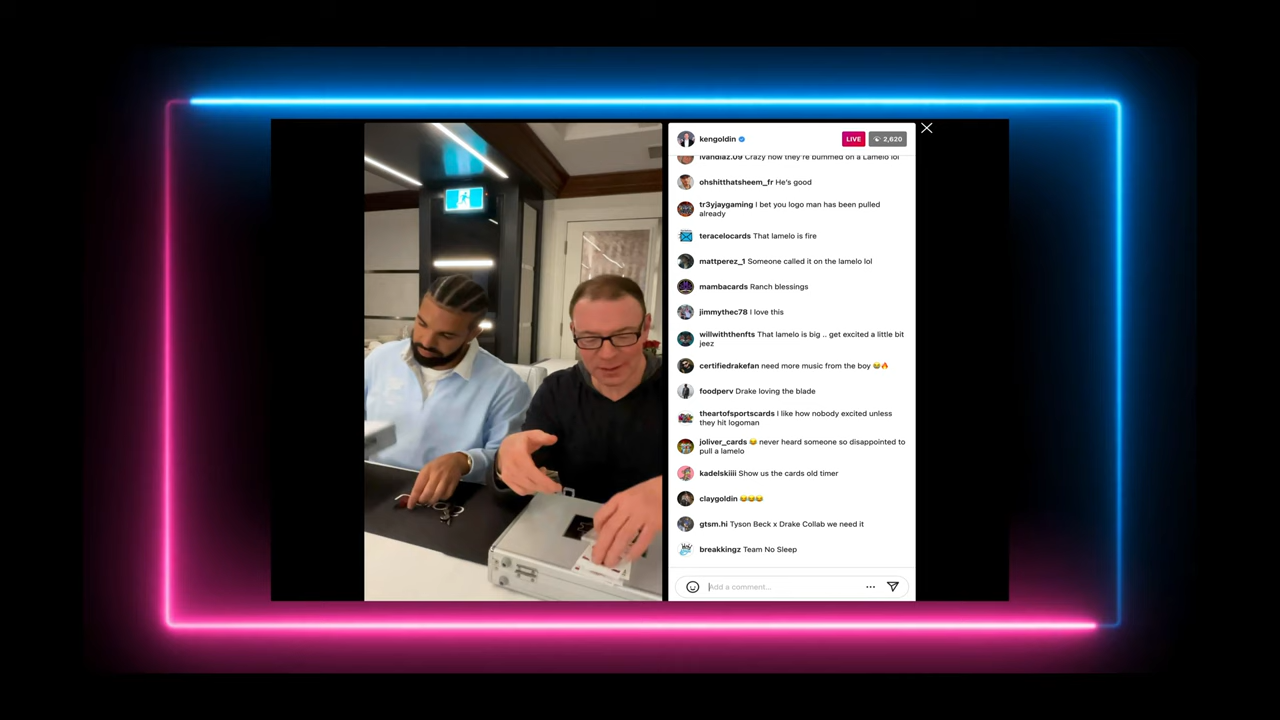 kengoldin
LIVE
2,620
ivandiaz.09 Crazy how they're bummed on a Lamelo lol
ohshitthatsheem_fr He's good
tr3yjaygaming I bet you logo man has been pulled
already
teracelocards That lamelo is fire
mattperez_1 Someone called it on the lamelo lol
mambacards Ranch blessings
jimmythec78 I love this
willwiththenfts That lamelo is big .. get excited a little bit
jeez
certifiedrakefan need more music from the boy 😂🔥
foodperv Drake loving the blade
theartofsportscards I like how nobody excited unless
they hit logoman
joliver_cards 😂 never heard someone so disappointed to
pull a lamelo
kadelskiiii Show us the cards old timer
claygoldin 😂😂😂
gtsm.hi Tyson Beck x Drake Collab we need it
breakkingz Team No Sleep
Add a comment...